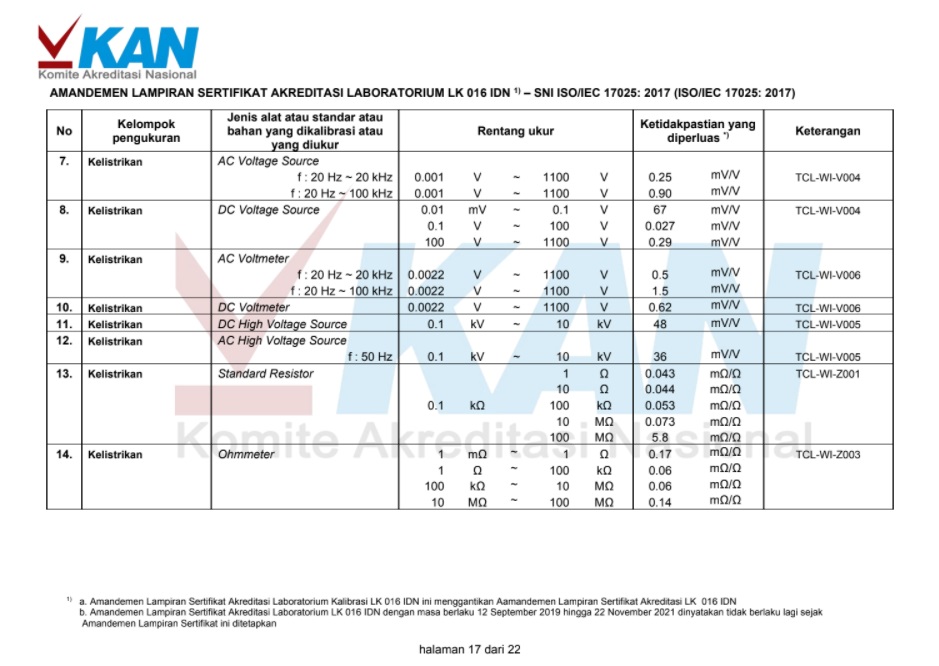 KAN
Komite Akreditasi Nasional
AMANDEMEN LAMPIRAN SERTIFIKAT AKREDITASI LABORATORIUM LK 016 IDN 1) – SNI ISO/IEC 17025: 2017 (ISO/IEC 17025: 2017)
No Kelompok pengukuran Jenis alat atau standar atau bahan yang dikalibrasi atau yang diukur Rentang ukur Ketidakpastian yang diperluas *) Keterangan
7. Kelistrikan AC Voltage Source
f : 20 Hz ~ 20 kHz 0.001 V ~ 1100 V 0.25 mV/V TCL-WI-V004
f : 20 Hz ~ 100 kHz 0.001 V ~ 1100 V 0.90 mV/V
8. Kelistrikan DC Voltage Source 0.01 mV ~ 0.1 V 67 mV/V TCL-WI-V004
0.1 V ~ 100 V 0.027 mV/V
100 V ~ 1100 V 0.29 mV/V
9. Kelistrikan AC Voltmeter
f : 20 Hz ~ 20 kHz 0.0022 V ~ 1100 V 0.5 mV/V TCL-WI-V006
f : 20 Hz ~ 100 kHz 0.0022 V ~ 1100 V 1.5 mV/V
10. Kelistrikan DC Voltmeter 0.0022 V ~ 1100 V 0.62 mV/V TCL-WI-V006
11. Kelistrikan DC High Voltage Source 0.1 kV ~ 10 kV 48 mV/V TCL-WI-V005
12. Kelistrikan AC High Voltage Source
f : 50 Hz 0.1 kV ~ 10 kV 36 mV/V TCL-WI-V005
13. Kelistrikan Standard Resistor 1 Ω 0.043 mΩ/Ω TCL-WI-Z001
10 Ω 0.044 mΩ/Ω
0.1 kΩ 100 kΩ 0.053 mΩ/Ω
10 MΩ 0.073 mΩ/Ω
100 MΩ 5.8 mΩ/Ω
14. Kelistrikan Ohmmeter 1 mΩ ~ 1 Ω 0.17 mΩ/Ω TCL-WI-Z003
1 Ω ~ 100 kΩ 0.06 mΩ/Ω
100 kΩ ~ 10 MΩ 0.06 mΩ/Ω
10 MΩ ~ 100 MΩ 0.14 mΩ/Ω
KAN
Komite Akreditasi Nasional
1) a. Amandemen Lampiran Sertifikat Akreditasi Laboratorium Kalibrasi LK 016 IDN ini menggantikan Aamandemen Lampiran Sertifikat Akreditasi LK 016 IDN
b. Amandemen Lampiran Sertifikat Akreditasi Laboratorium LK 016 IDN dengan masa berlaku 12 September 2019 hingga 22 November 2021 dinyatakan tidak berlaku lagi sejak
Amandemen Lampiran Sertifikat ini ditetapkan
halaman 17 dari 22